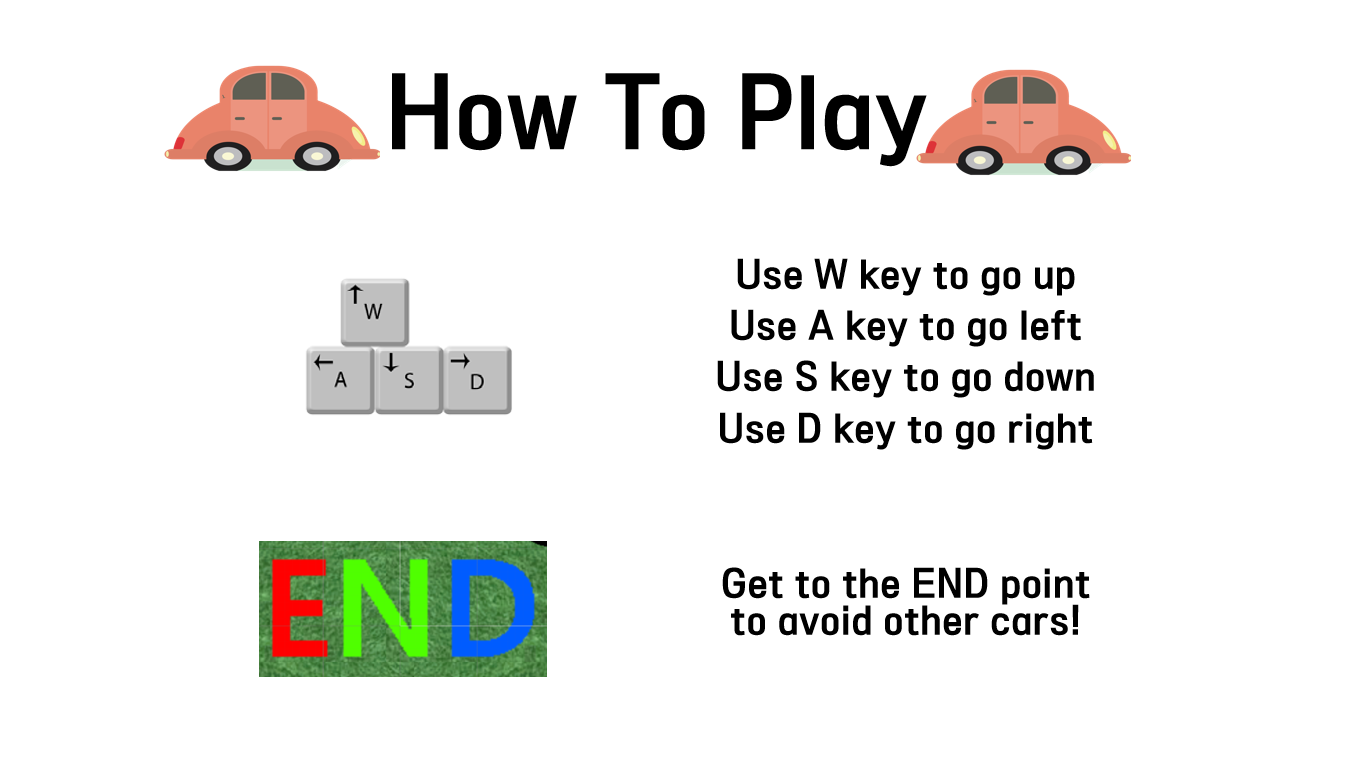 How To Play
Use W key to go up
Use A key to go left
Use S key to go down
Use D key to go right
↑
W
←
A
↓
S
→
D
END
Get to the END point
to avoid other cars!